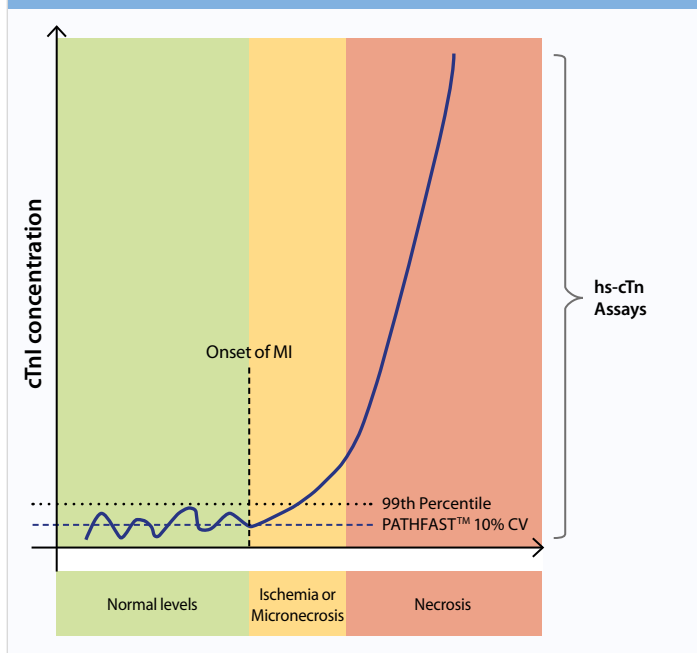 cTnI concentration
Onset of MI
hs-cTn
Assays
99th Percentile
PATHFAST™ 10% CV
Normal levels
Ischemia or
Micronecrosis
Necrosis